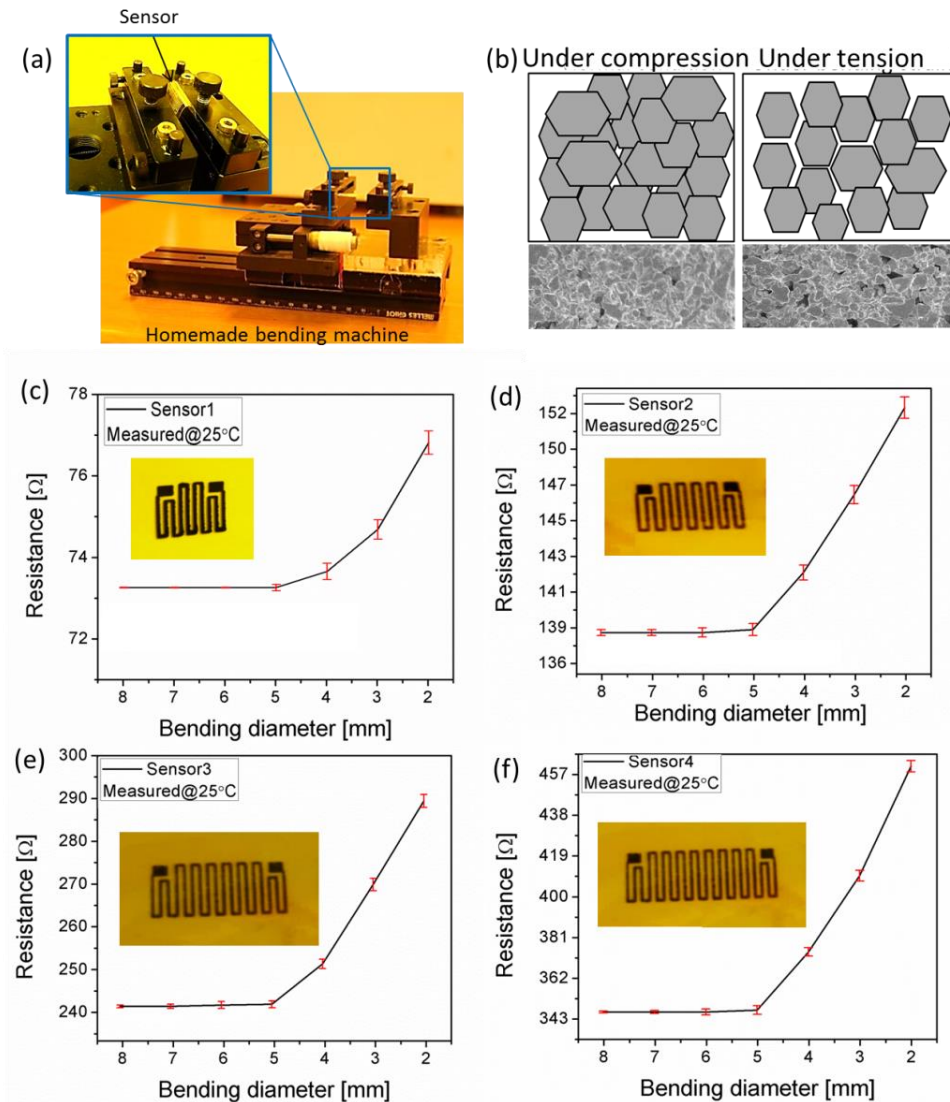 Sensor
(a)
Homemade bending machine
MELLES GRIOT
(b) Under compression Under tension
(c)
78
76
74
72
Resistance [Ω]
Sensor1
Measured@25°C
8 7 6 5 4 3 2
Bending diameter [mm]
(d)
152
150
147
145
143
141
139
136
Resistance [Ω]
Sensor2
Measured@25°C
8 7 6 5 4 3 2
Bending diameter [mm]
(e)
300
290
280
270
260
250
240
Resistance [Ω]
Sensor3
Measured@25°C
8 7 6 5 4 3 2
Bending diameter [mm]
(f)
457
438
419
400
381
362
343
Resistance [Ω]
Sensor4
Measured@25°C
8 7 6 5 4 3 2
Bending diameter [mm]